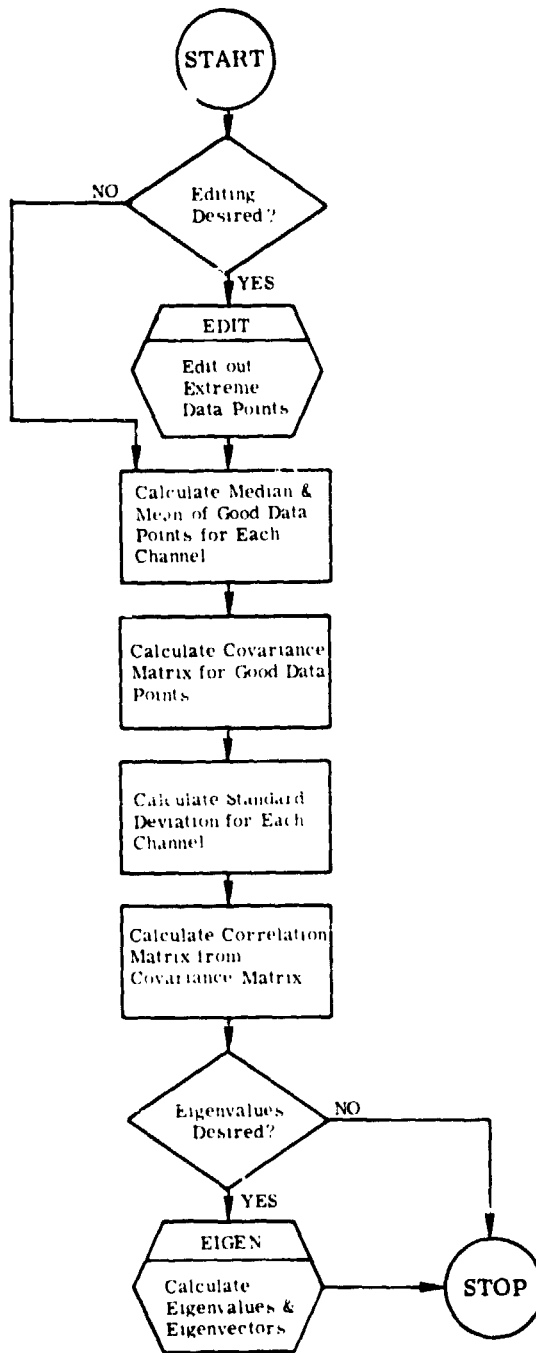 START
NO
Editing
Desired?
YES
EDIT
Edit out
Extreme
Data Points
Calculate Median &
Mean of Good Data
Points for Each
Channel
Calculate Covariance
Matrix for Good Data
Points
Calculate Standard
Deviation for Each
Channel
Calculate Correlation
Matrix from
Covariance Matrix
Eigenvalues
Desired?
NO
YES
EIGEN
Calculate
Eigenvalues &
Eigenvectors
STOP